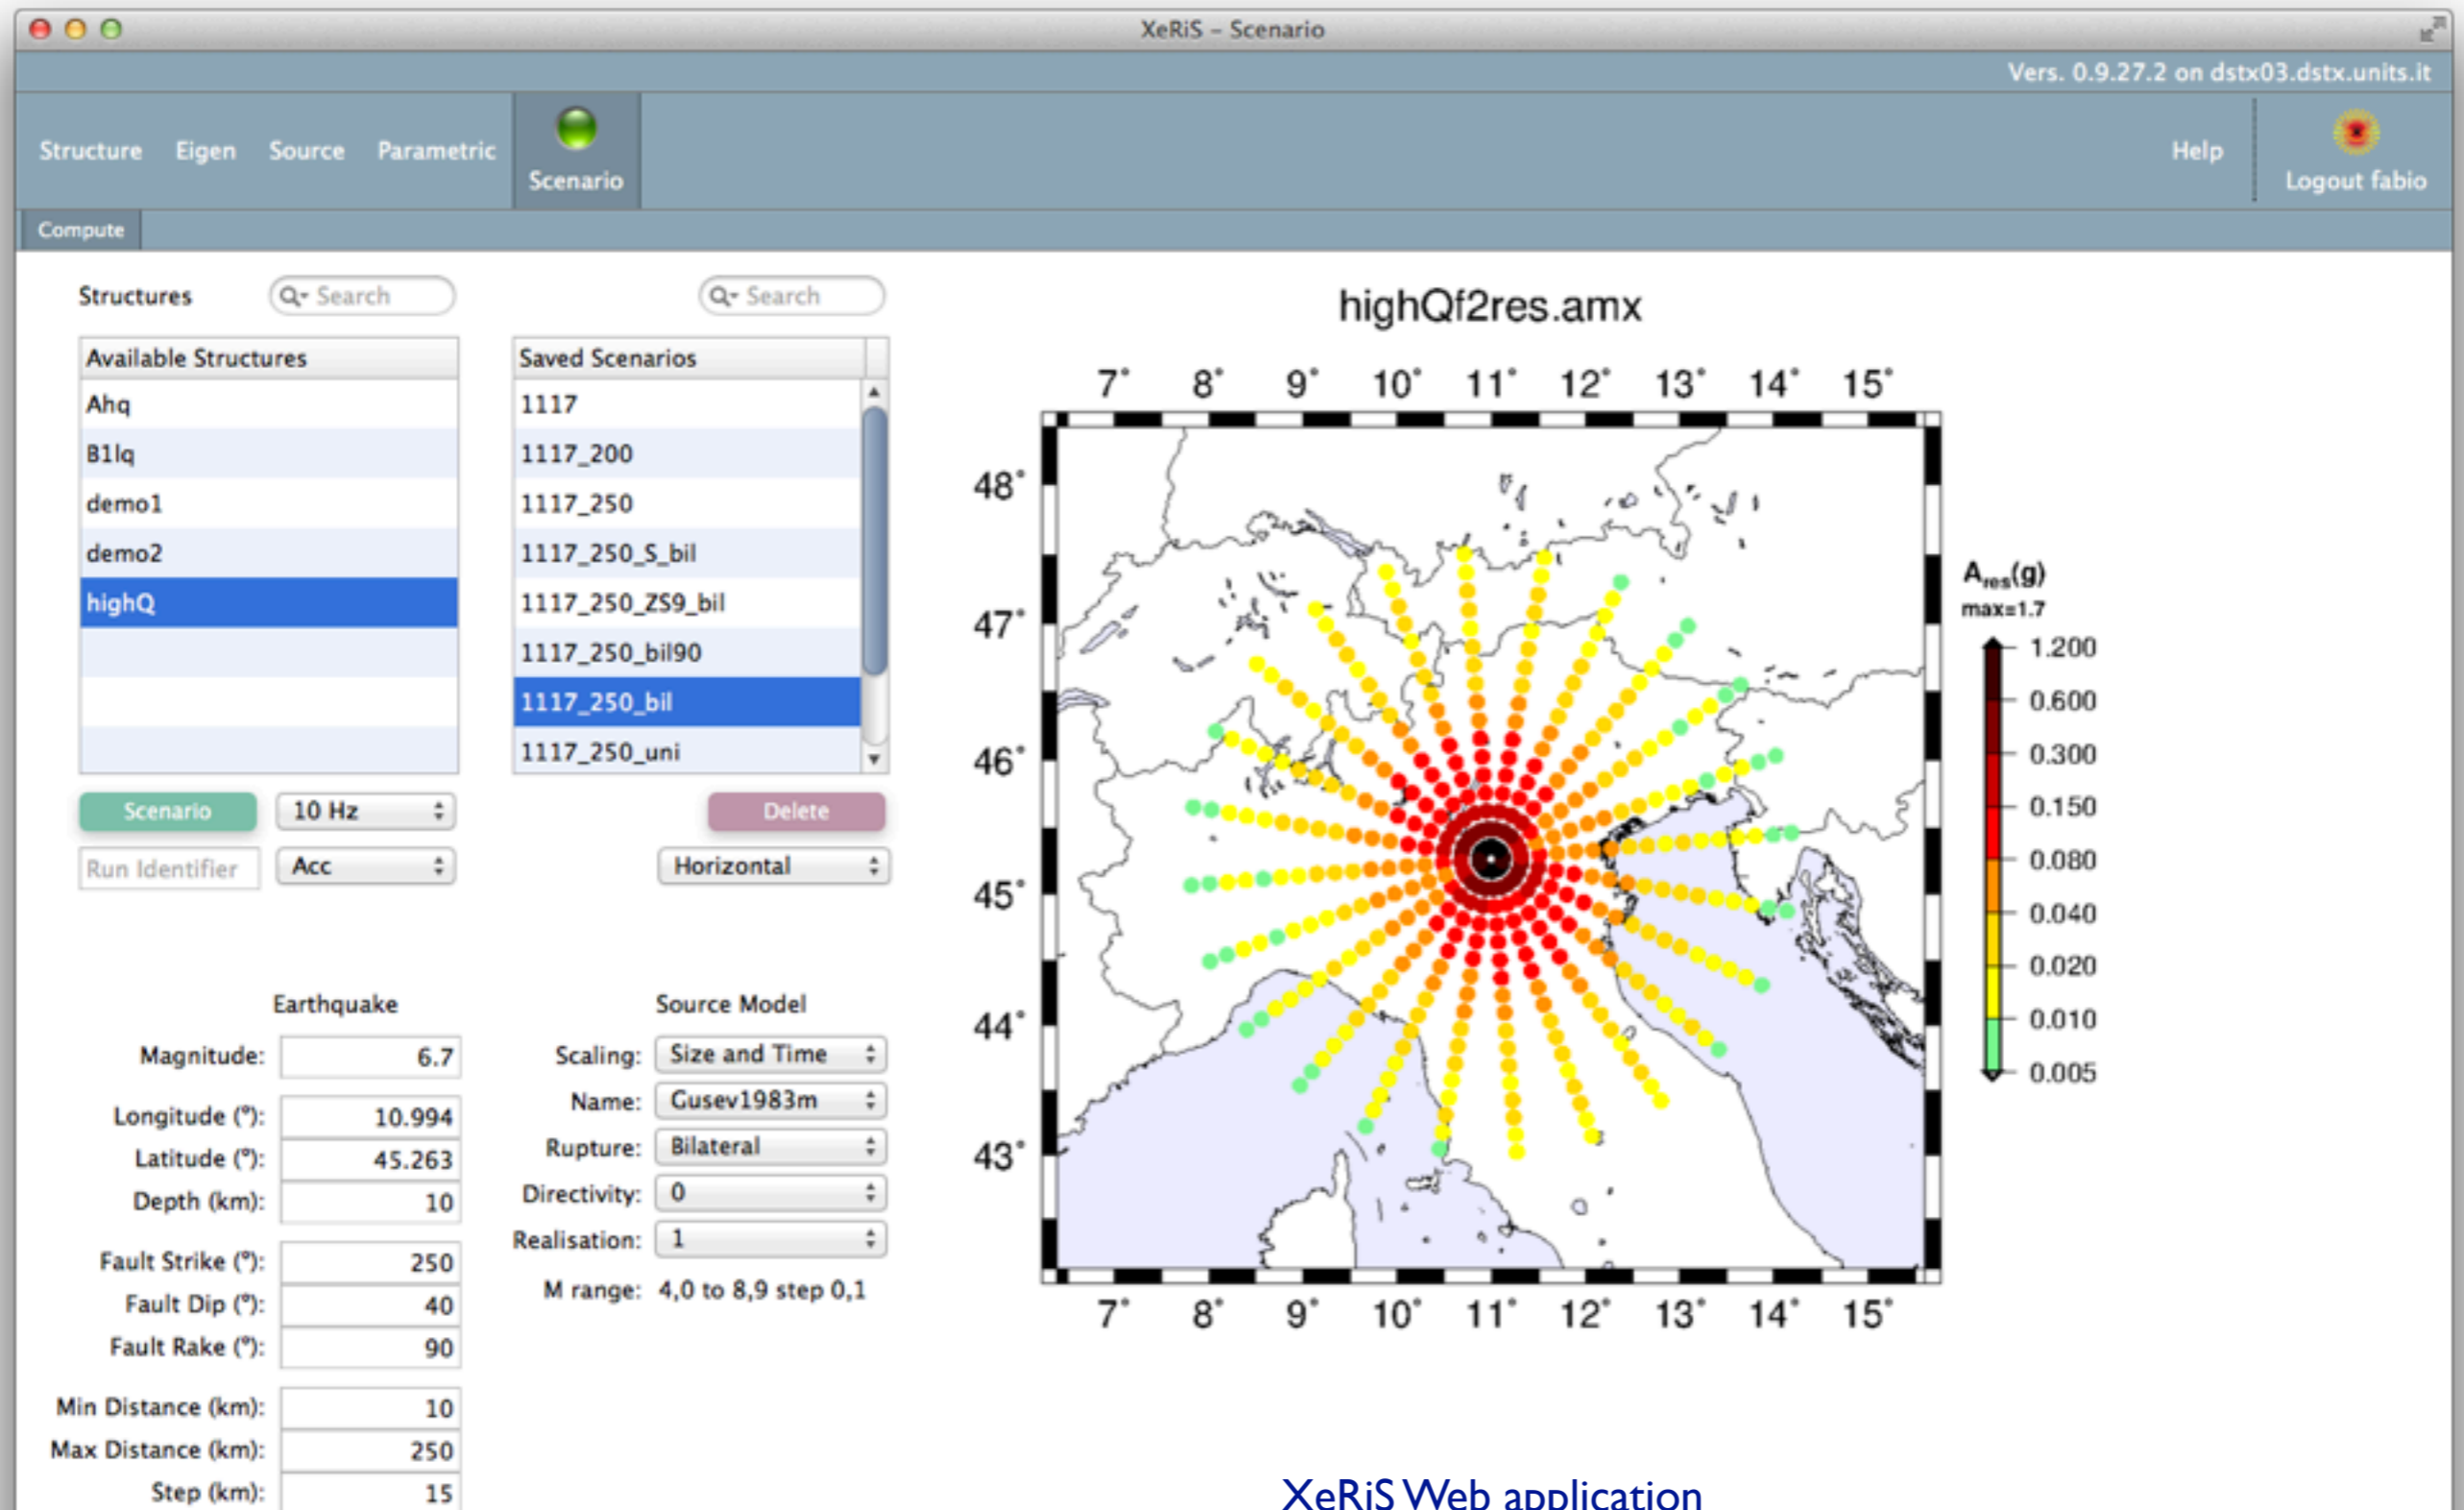 XeRiS – Scenario
Vers. 0.9.27.2 on dstx03.dstx.units.it
Structure Eigen Source Parametric Scenario Help Logout fabio
Compute
Structures Search Search
Available Structures
Ahq
B1lq
demo1
demo2
highQ
Saved Scenarios
1117
1117_200
1117_250
1117_250_S_bil
1117_250_ZS9_bil
1117_250_bil90
1117_250_bil
1117_250_uni
Scenario 10 Hz Delete
Run Identifier Acc Horizontal
Earthquake
Magnitude: 6.7
Longitude (°): 10.994
Latitude (°): 45.263
Depth (km): 10
Fault Strike (°): 250
Fault Dip (°): 40
Fault Rake (°): 90
Min Distance (km): 10
Max Distance (km): 250
Step (km): 15
Source Model
Scaling: Size and Time
Name: Gusev1983m
Rupture: Bilateral
Directivity: 0
Realisation: 1
M range: 4,0 to 8,9 step 0,1
highQf2res.amx
7° 8° 9° 10° 11° 12° 13° 14° 15°
48°
47°
46°
45°
44°
43°
7° 8° 9° 10° 11° 12° 13° 14° 15°
Ares(g)
max=1.7
1.200
0.600
0.300
0.150
0.080
0.040
0.020
0.010
0.005
XeRiS Web application